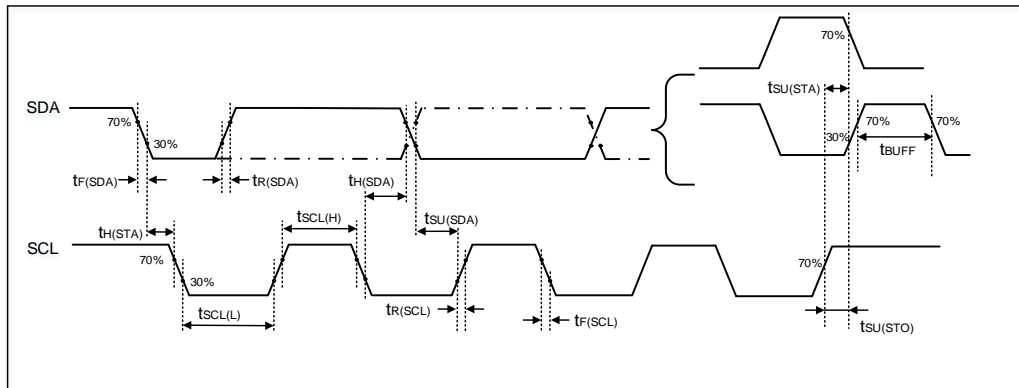 70%
tSU(STA)
SDA
70%
30%
30%
70%
70%
tBUFF
tF(SDA)
tR(SDA)
tH(SDA)
tH(STA)
tSCL(H)
tSU(SDA)
SCL
70%
30%
70%
tSCL(L)
tR(SCL)
tF(SCL)
tSU(STO)